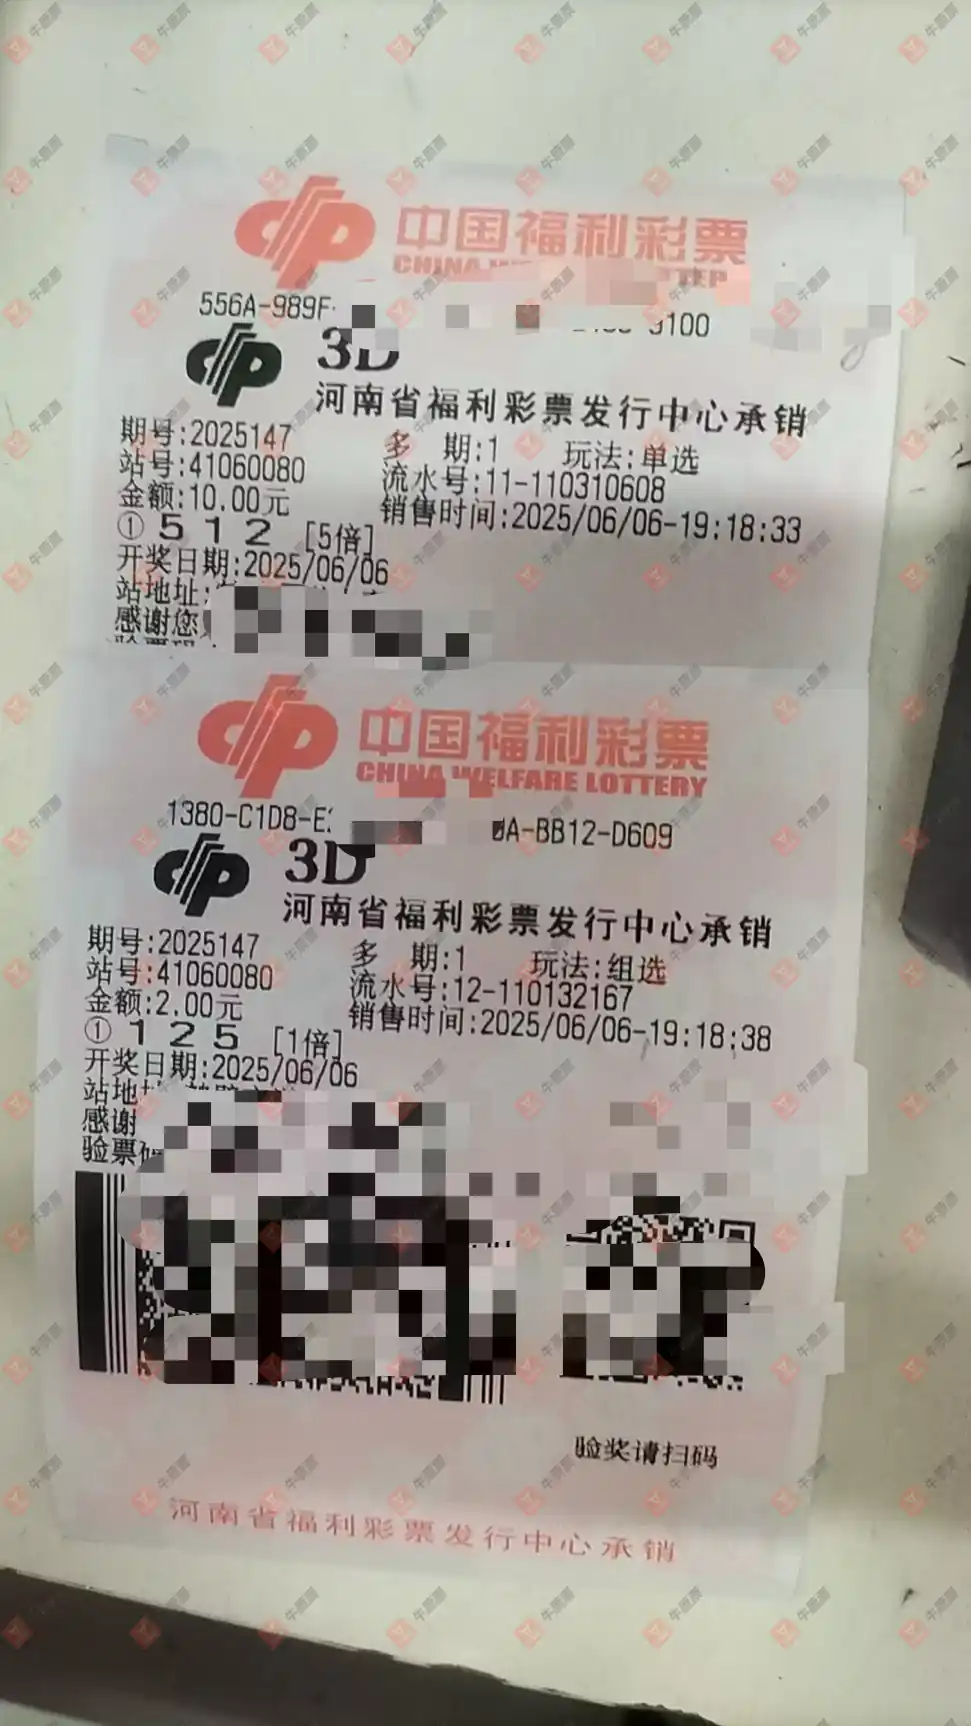 中国福利彩票
CHINA
556A-989F
9100
3D
河南省福利彩票发行中心承销
期号:2025147 多 期:1 玩法:单选
站号:41060080 流水号:11-110310608
金额:10.00元 销售时间:2025/06/06-19:18:33
① 5 1 2 [5倍]
开奖日期:2025/06/06
站地址:
感谢您
验票码:
中国福利彩票
CHINA WELFARE LOTTERY
1380-C1D8-E
A-BB12-D609
3D
河南省福利彩票发行中心承销
期号:2025147 多 期:1 玩法:组选
站号:41060080 流水号:12-110132167
金额:2.00元 销售时间:2025/06/06-19:18:38
① 1 2 5 [1倍]
开奖日期:2025/06/06
站地
感谢
验票码
验奖请扫码
河南省福利彩票发行中心承销